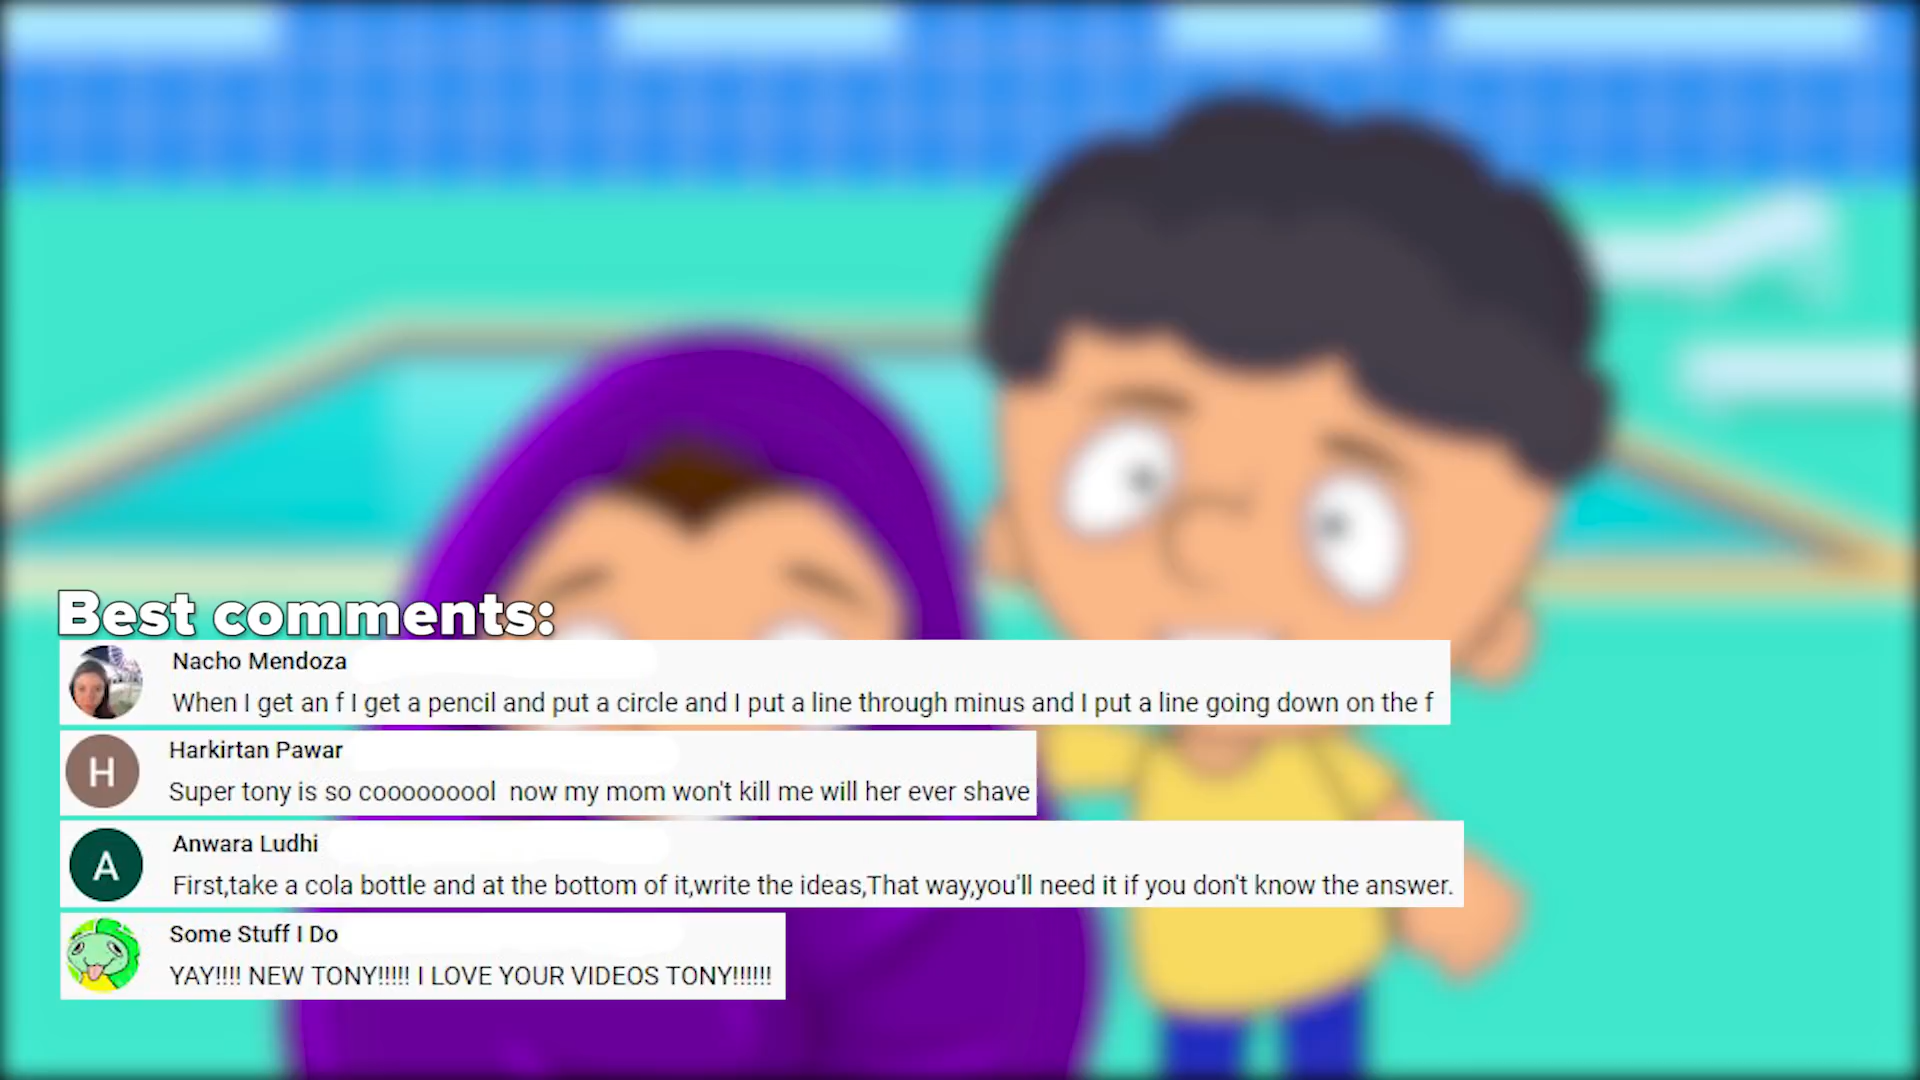 Best comments:
Nacho Mendoza
When I get an f I get a pencil and put a circle and I put a line through minus and I put a line going down on the f
H
Harkirtan Pawar
Super tony is so cooooooool now my mom won't kill me will her ever shave
A
Anwara Ludhi
First,take a cola bottle and at the bottom of it,write the ideas,That way,you'll need it if you don't know the answer.
Some Stuff I Do
YAY!!!! NEW TONY!!!!! I LOVE YOUR VIDEOS TONY!!!!!!